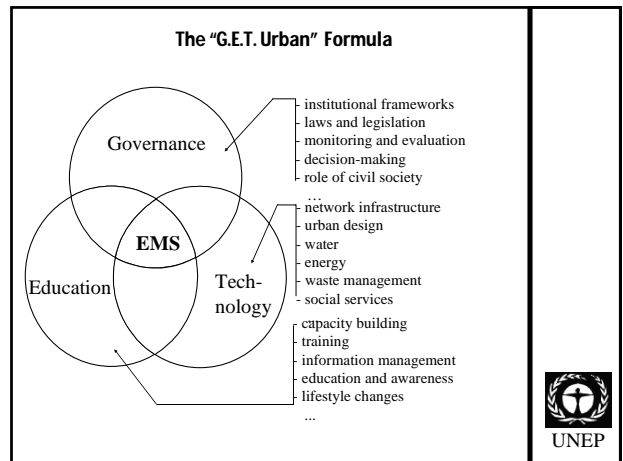 The "G.E.T. Urban" Formula
Governance
EMS
Education
Tech-
nology
- institutional frameworks
- laws and legislation
- monitoring and evaluation
- decision-making
- role of civil society
...
- network infrastructure
- urban design
- water
- energy
- waste management
- social services
...
- capacity building
- training
- information management
- education and awareness
- lifestyle changes
...
UNEP